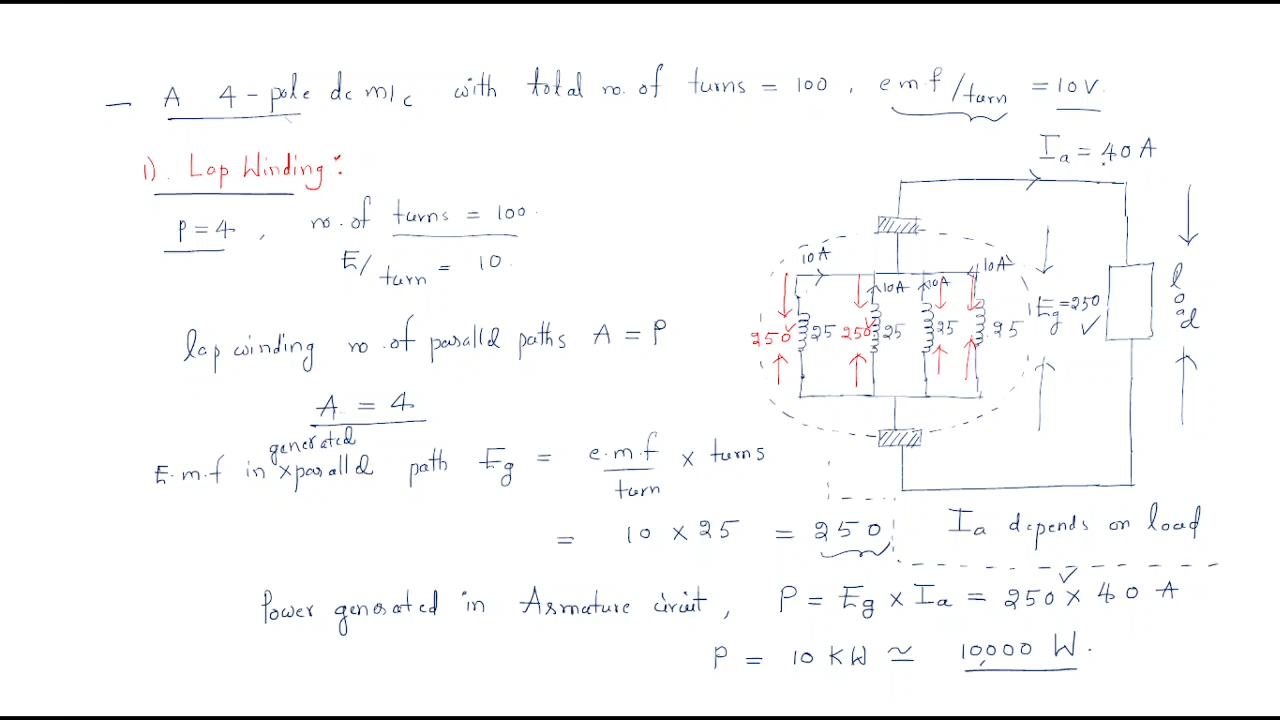 — A 4-pole dc m/c with total no. of turns = 100, emf/turn = 10V.
Ia = 40 A
1). Lap Winding:
P = 4, no. of turns = 100.
E/turn = 10
lap winding no. of parallel paths A = P
A = 4
generated
E.m.f in x parallel path Eg = e.m.f/turn × turns
= 10 × 25 = 250
10A
10A
10A
10A
250 25
250 25
25
25
Eg = 250
load
Ia depends on load
Power generated in Armature circuit, P = Eg × Ia = 250 × 40 A
P = 10 KW ≃ 10,000 W.